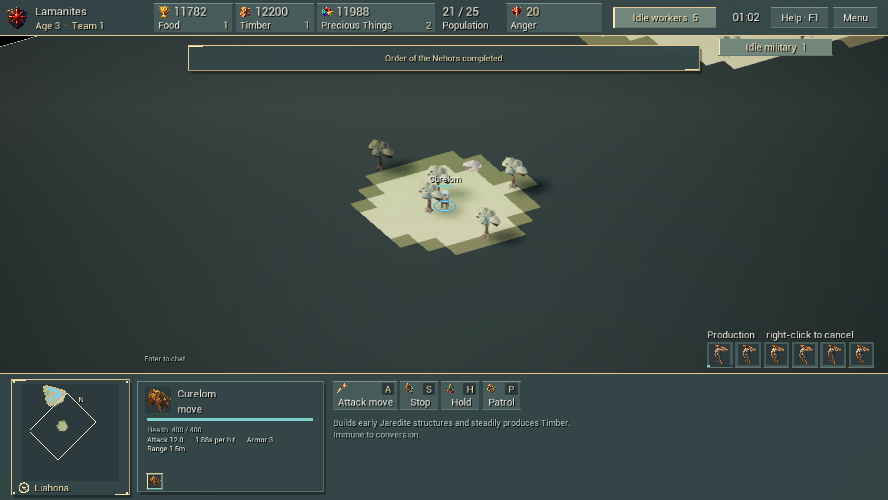 Lamanites
Age 3 · Team 1
11782
Food 1
12200
Timber 1
11988
Precious Things 2
21 / 25
Population
20
Anger
Idle workers 5
01:02
Help · F1
Menu
Idle military 1
Order of the Nehors completed
Curelom
Production right-click to cancel
Enter to chat
N
Liahona
Curelom
move
Health 400 / 400
Attack 12.0 1.88s per hit Armor 3
Range 1.5m
A
Attack move
S
Stop
H
Hold
P
Patrol
Builds early Jaredite structures and steadily produces Timber.
Immune to conversion.